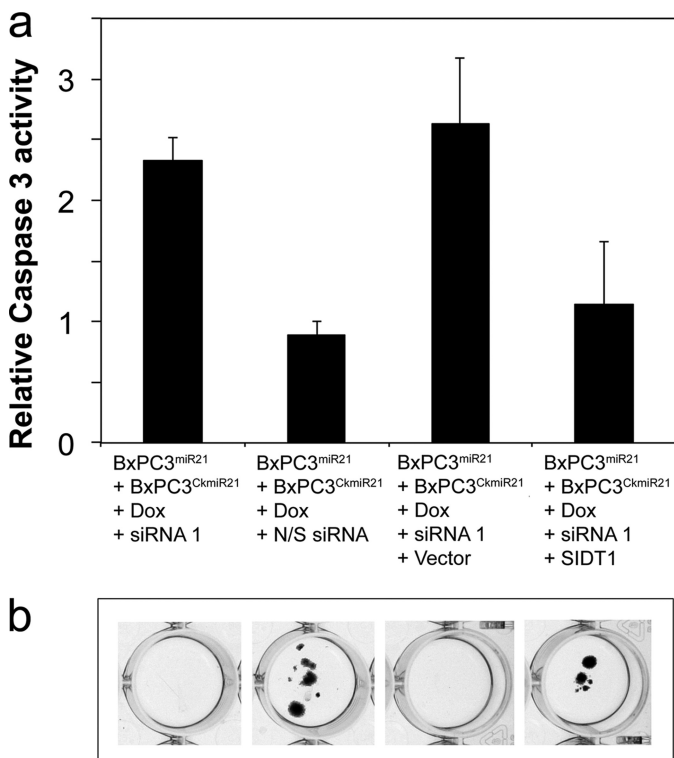 a
Relative Caspase 3 activity
3
2
1
0
BxPC3miR21
+ BxPC3CkmiR21
+ Dox
+ siRNA 1
BxPC3miR21
+ BxPC3CkmiR21
+ Dox
+ N/S siRNA
BxPC3miR21
+ BxPC3CkmiR21
+ Dox
+ siRNA 1
+ Vector
BxPC3miR21
+ BxPC3CkmiR21
+ Dox
+ siRNA 1
+ SIDT1
b